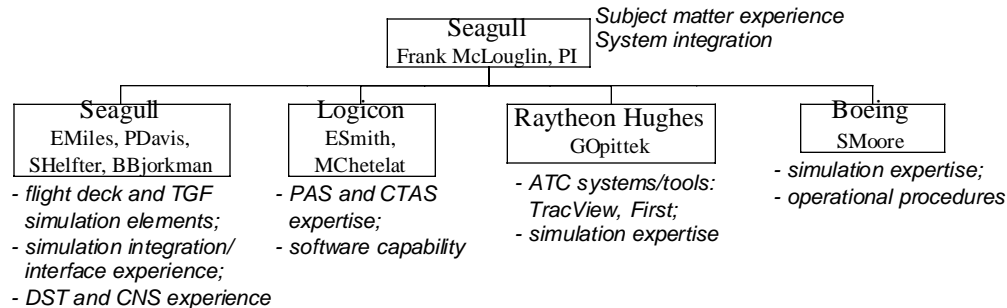 Seagull
Frank McLouglin, PI
Subject matter experience
System integration
Seagull
EMiles, PDavis,
SHelfter, BBjorkman
- flight deck and TGF
simulation elements;
- simulation integration/
interface experience;
- DST and CNS experience
Logicon
ESmith,
MChetelat
- PAS and CTAS
expertise;
- software capability
Raytheon Hughes
GOpittek
- ATC systems/tools:
TracView, First;
- simulation expertise
Boeing
SMoore
- simulation expertise;
- operational procedures